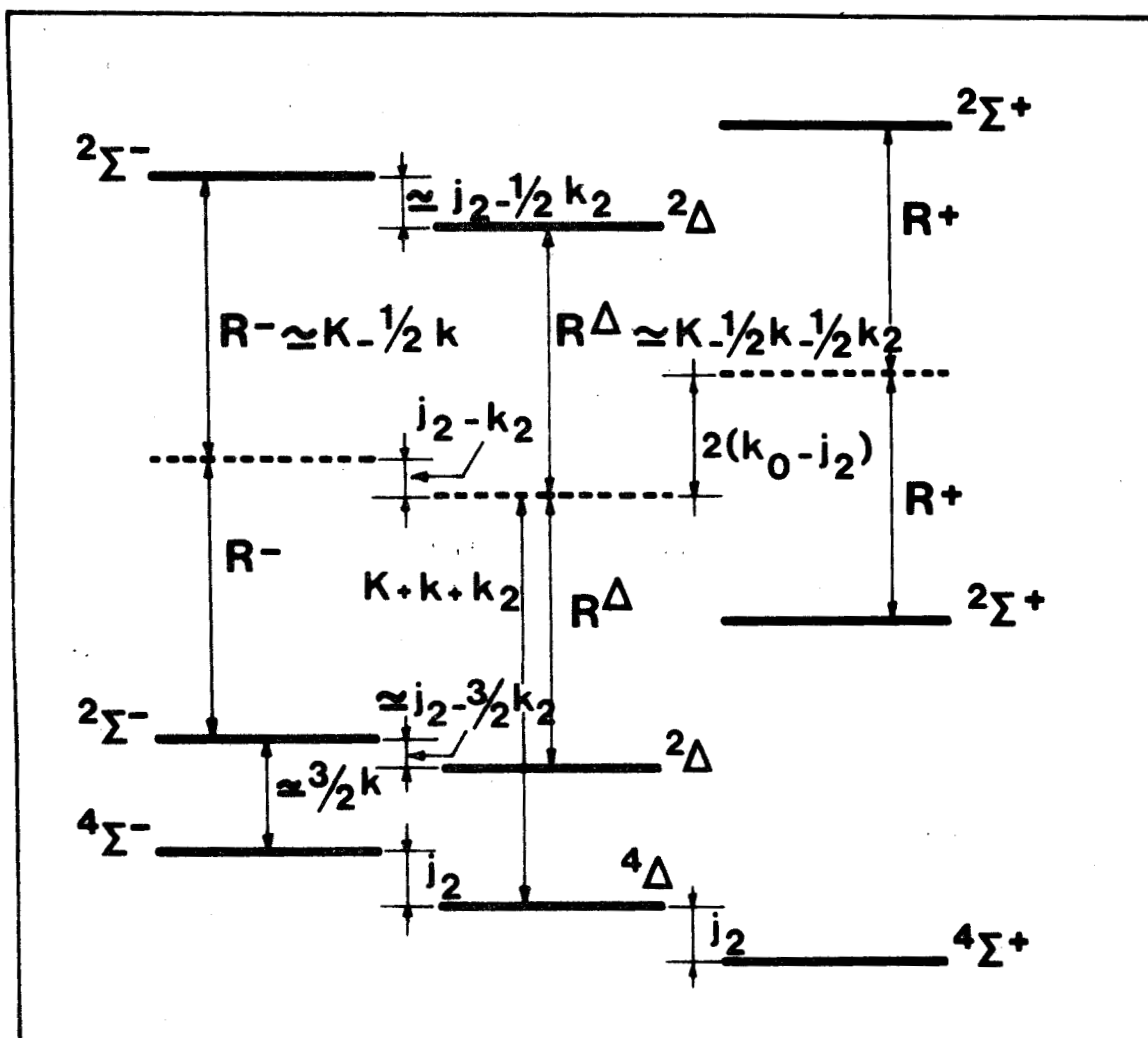 ²Σ⁺
²Σ⁻
≃ j₂-½k₂
²Δ
R⁺
R⁻≃K-½k
R^Δ≃K-½k-½k₂
j₂-k₂
2(k₀-j₂)
R⁺
R⁻
K+k+k₂
R^Δ
²Σ⁺
≃j₂-³⁄₂k₂
²Σ⁻
²Δ
≃³⁄₂k
⁴Σ⁻
j₂
⁴Δ
j₂
⁴Σ⁺